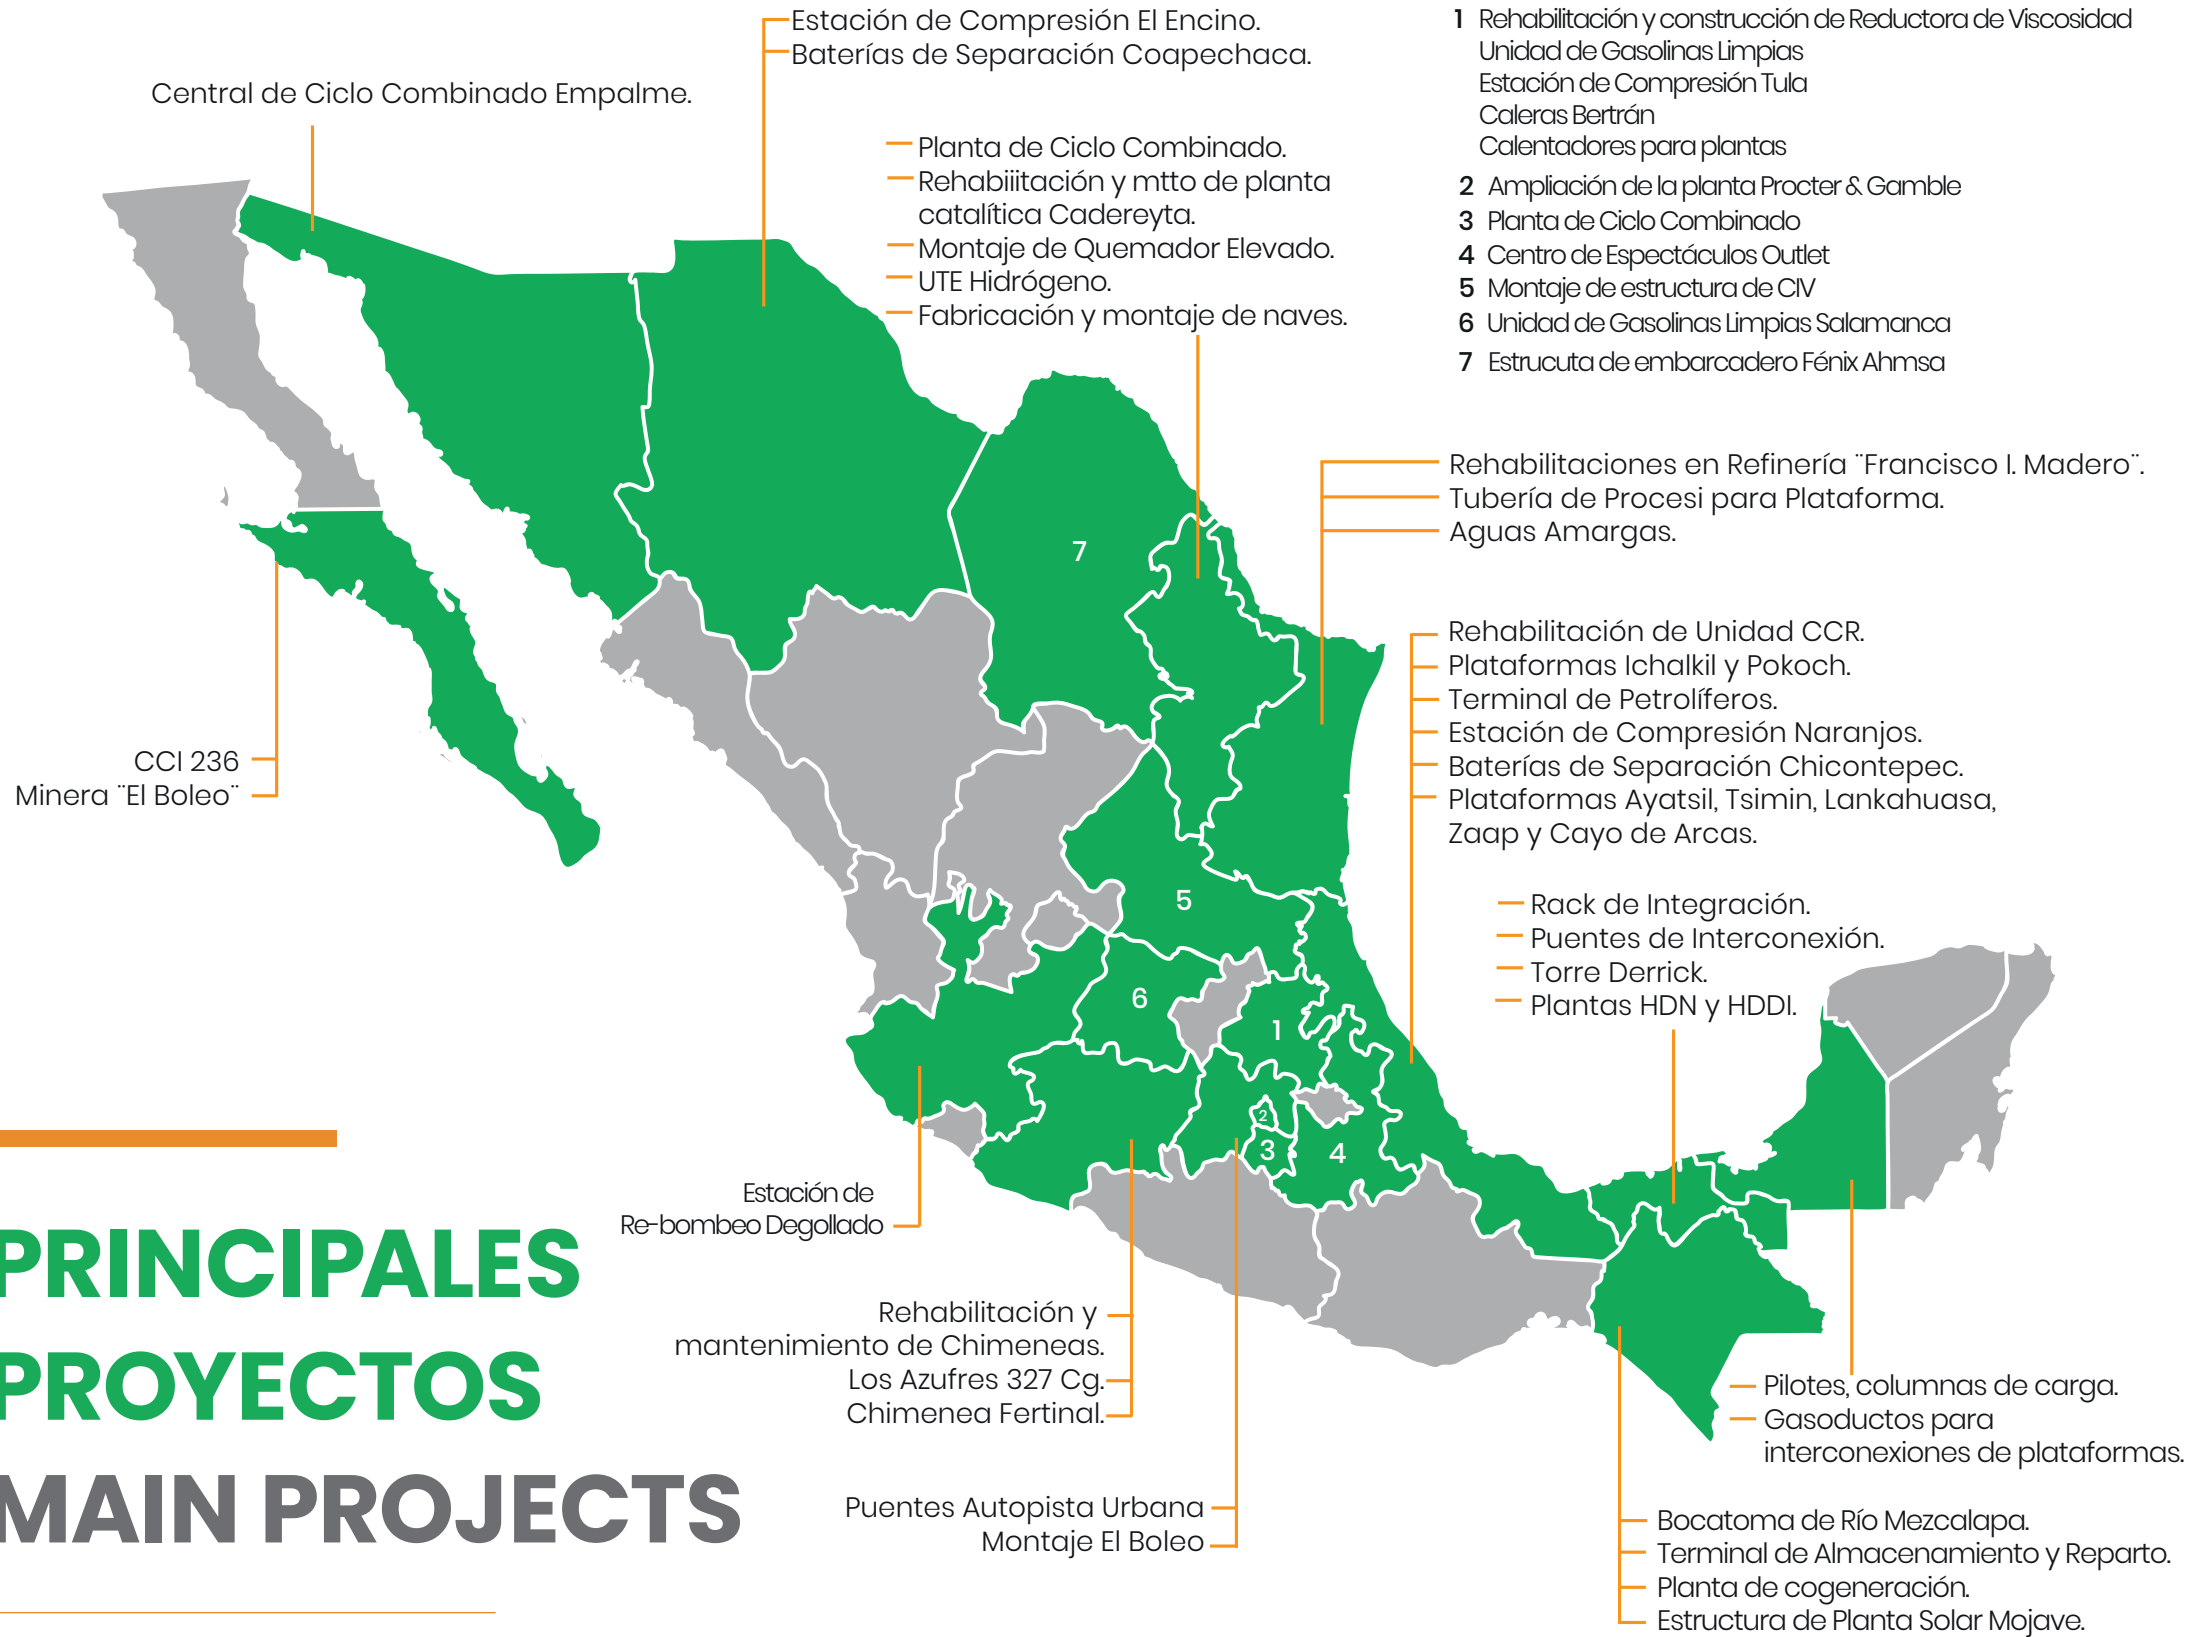 Estación de Compresión El Encino.
Baterías de Separación Coapechaca.
Central de Ciclo Combinado Empalme.
Planta de Ciclo Combinado.
Rehabiiitación y mtto de planta
catalítica Cadereyta.
Montaje de Quemador Elevado.
UTE Hidrógeno.
Fabricación y montaje de naves.
1 Rehabilitación y construcción de Reductora de Viscosidad
Unidad de Gasolinas Limpias
Estación de Compresión Tula
Caleras Bertrán
Calentadores para plantas
2 Ampliación de la planta Procter & Gamble
3 Planta de Ciclo Combinado
4 Centro de Espectáculos Outlet
5 Montaje de estructura de CIV
6 Unidad de Gasolinas Limpias Salamanca
7 Estrucuta de embarcadero Fénix Ahmsa
Rehabilitaciones en Refinería ¨Francisco I. Madero¨.
Tubería de Procesi para Plataforma.
Aguas Amargas.
Rehabilitación de Unidad CCR.
Plataformas Ichalkil y Pokoch.
Terminal de Petrolíferos.
Estación de Compresión Naranjos.
Baterías de Separación Chicontepec.
Plataformas Ayatsil, Tsimin, Lankahuasa,
Zaap y Cayo de Arcas.
Rack de Integración.
Puentes de Interconexión.
Torre Derrick.
Plantas HDN y HDDI.
7
5
6
1
2
3
4
CCI 236
Minera ¨El Boleo¨
Estación de
Re-bombeo Degollado
Rehabilitación y
mantenimiento de Chimeneas.
Los Azufres 327 Cg.
Chimenea Fertinal.
Puentes Autopista Urbana
Montaje El Boleo
Pilotes, columnas de carga.
Gasoductos para
interconexiones de plataformas.
Bocatoma de Río Mezcalapa.
Terminal de Almacenamiento y Reparto.
Planta de cogeneración.
Estructura de Planta Solar Mojave.
PRINCIPALES
PROYECTOS
MAIN PROJECTS